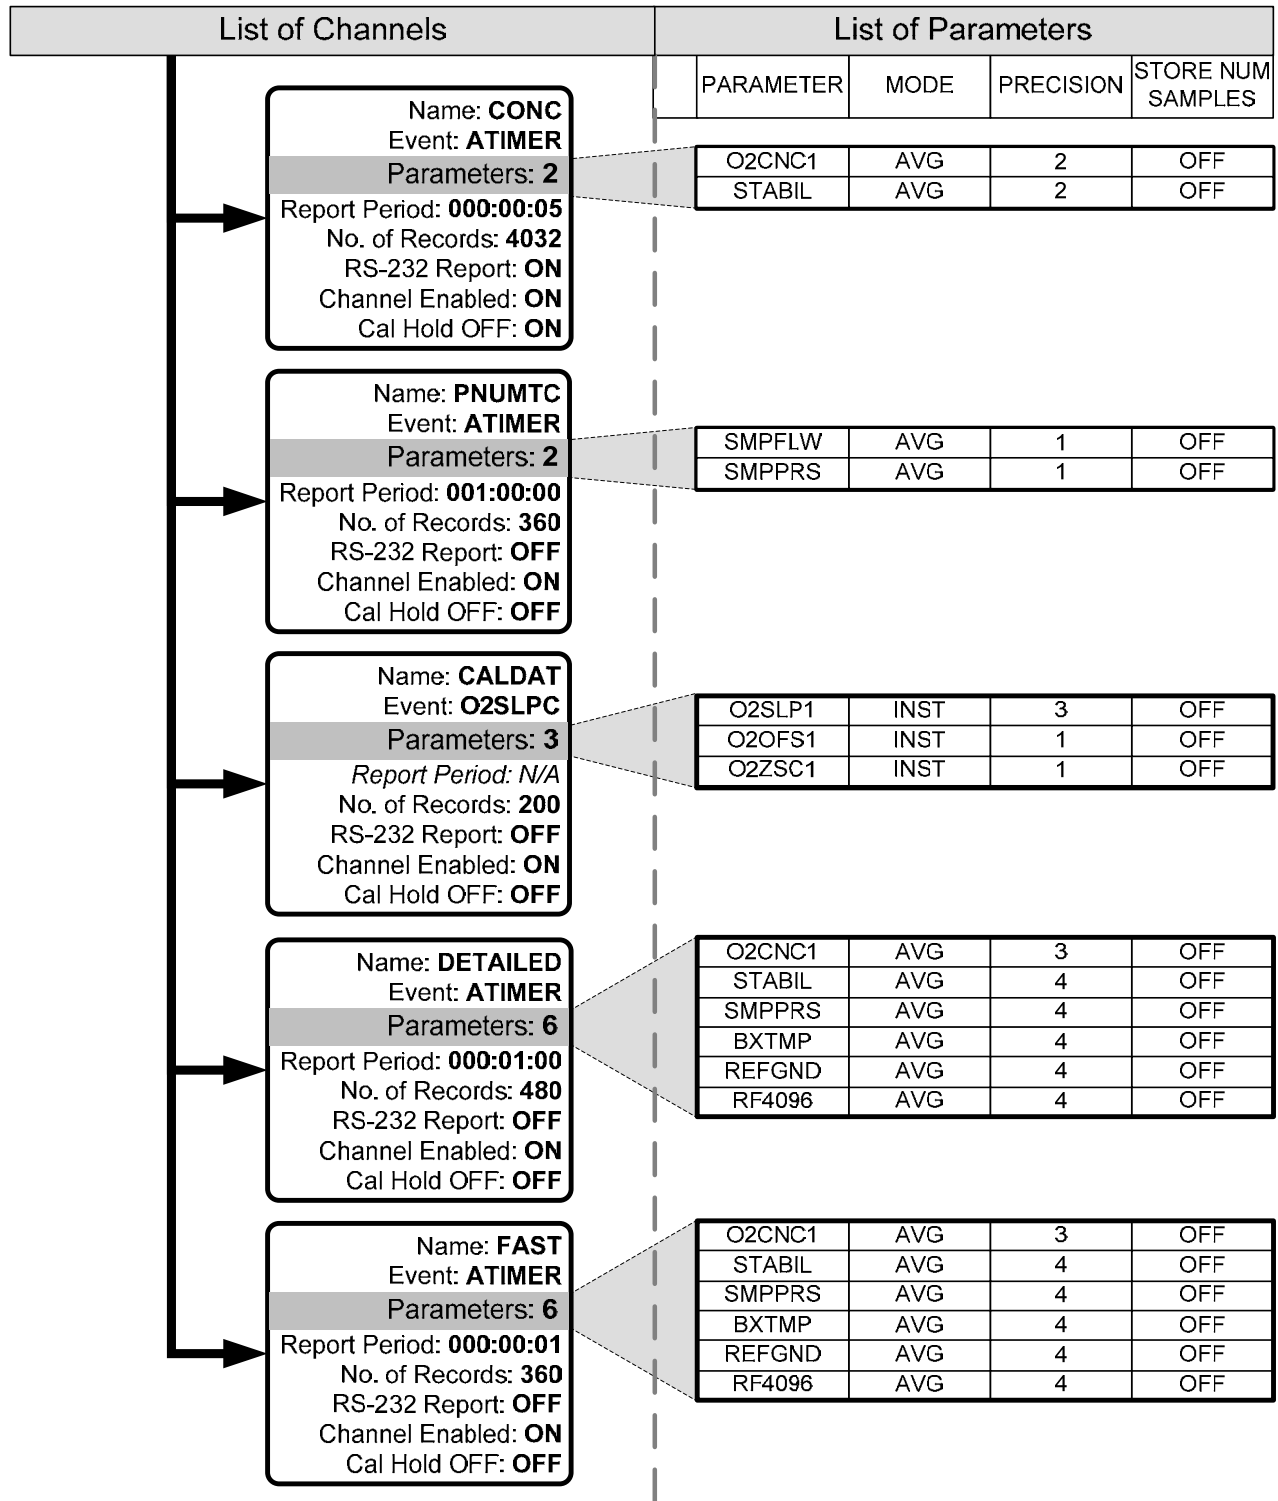 List of Channels
List of Parameters
PARAMETER MODE PRECISION STORE NUM SAMPLES
Name: CONC
Event: ATIMER
Parameters: 2
Report Period: 000:00:05
No. of Records: 4032
RS-232 Report: ON
Channel Enabled: ON
Cal Hold OFF: ON
O2CNC1 AVG 2 OFF
STABIL AVG 2 OFF
Name: PNUMTC
Event: ATIMER
Parameters: 2
Report Period: 001:00:00
No. of Records: 360
RS-232 Report: OFF
Channel Enabled: ON
Cal Hold OFF: OFF
SMPFLW AVG 1 OFF
SMPPRS AVG 1 OFF
Name: CALDAT
Event: O2SLPC
Parameters: 3
Report Period: N/A
No. of Records: 200
RS-232 Report: OFF
Channel Enabled: ON
Cal Hold OFF: OFF
O2SLP1 INST 3 OFF
O2OFS1 INST 1 OFF
O2ZSC1 INST 1 OFF
Name: DETAILED
Event: ATIMER
Parameters: 6
Report Period: 000:01:00
No. of Records: 480
RS-232 Report: OFF
Channel Enabled: ON
Cal Hold OFF: OFF
O2CNC1 AVG 3 OFF
STABIL AVG 4 OFF
SMPPRS AVG 4 OFF
BXTMP AVG 4 OFF
REFGND AVG 4 OFF
RF4096 AVG 4 OFF
Name: FAST
Event: ATIMER
Parameters: 6
Report Period: 000:00:01
No. of Records: 360
RS-232 Report: OFF
Channel Enabled: ON
Cal Hold OFF: OFF
O2CNC1 AVG 3 OFF
STABIL AVG 4 OFF
SMPPRS AVG 4 OFF
BXTMP AVG 4 OFF
REFGND AVG 4 OFF
RF4096 AVG 4 OFF